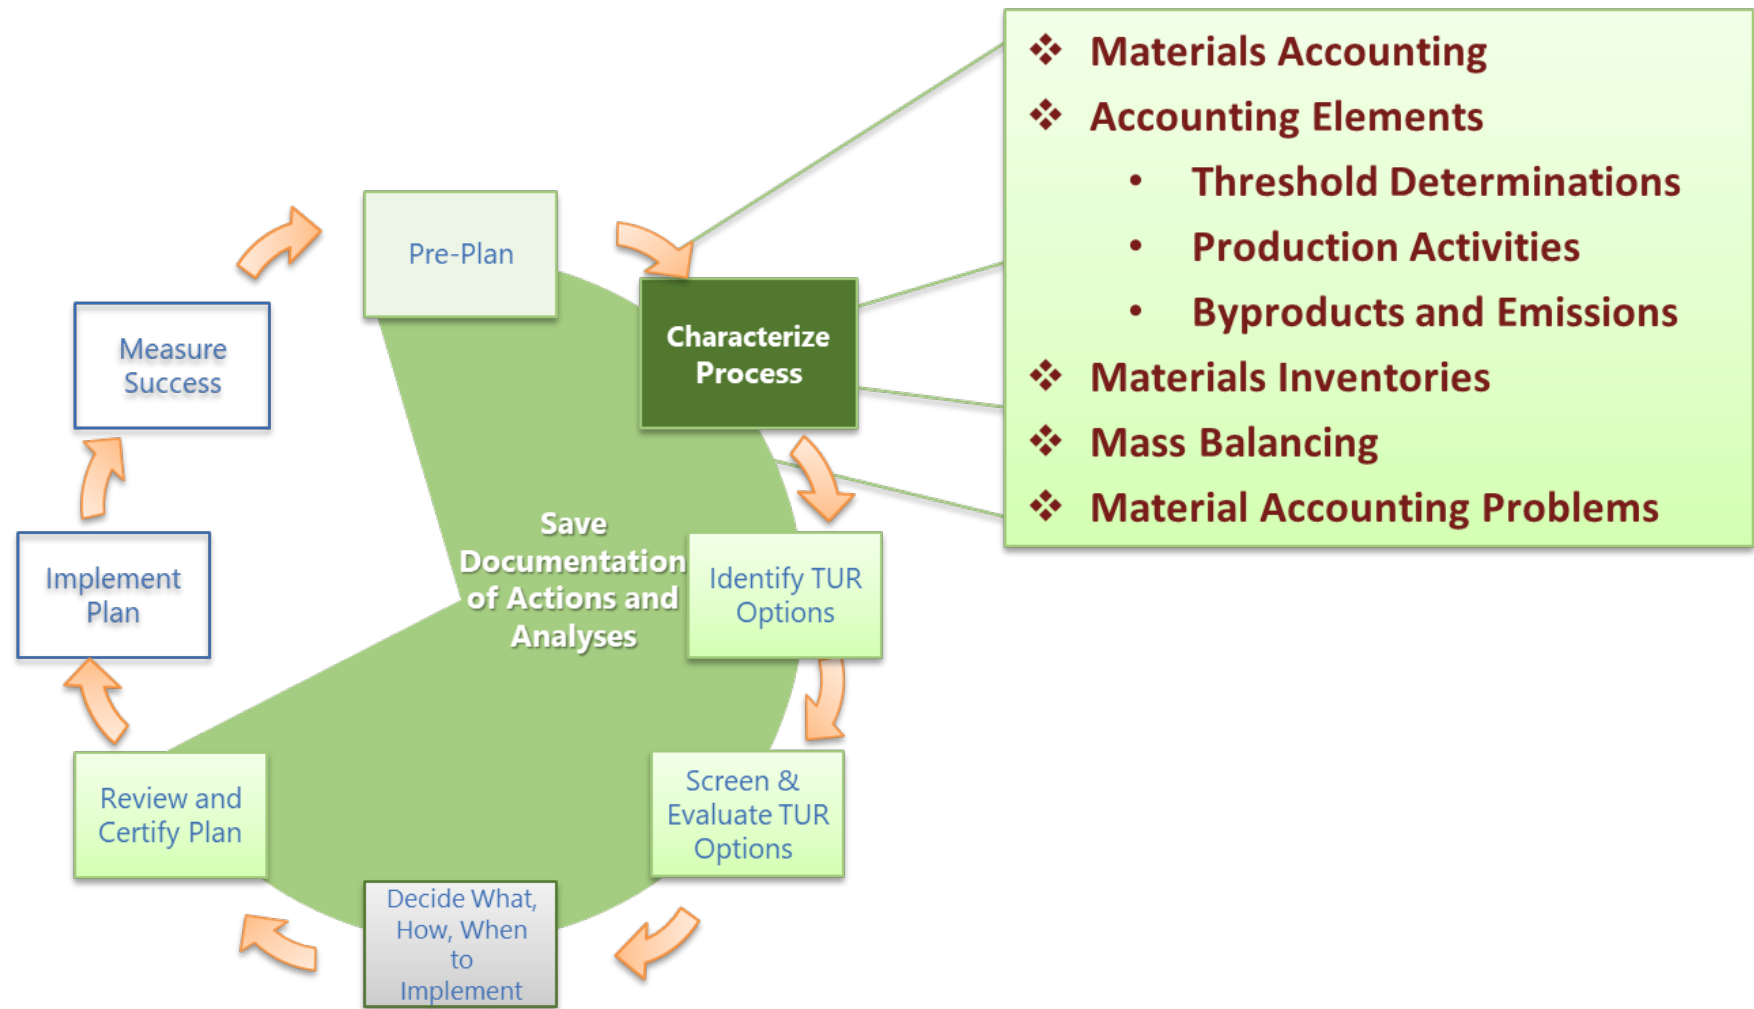 Materials Accounting
Accounting Elements
Threshold Determinations
Production Activities
Byproducts and Emissions
Materials Inventories
Mass Balancing
Material Accounting Problems
Pre-Plan
Characterize
Process
Identify TUR
Options
Screen &
Evaluate TUR
Options
Decide What,
How, When
to
Implement
Review and
Certify Plan
Implement
Plan
Measure
Success
Save
Documentation
of Actions and
Analyses